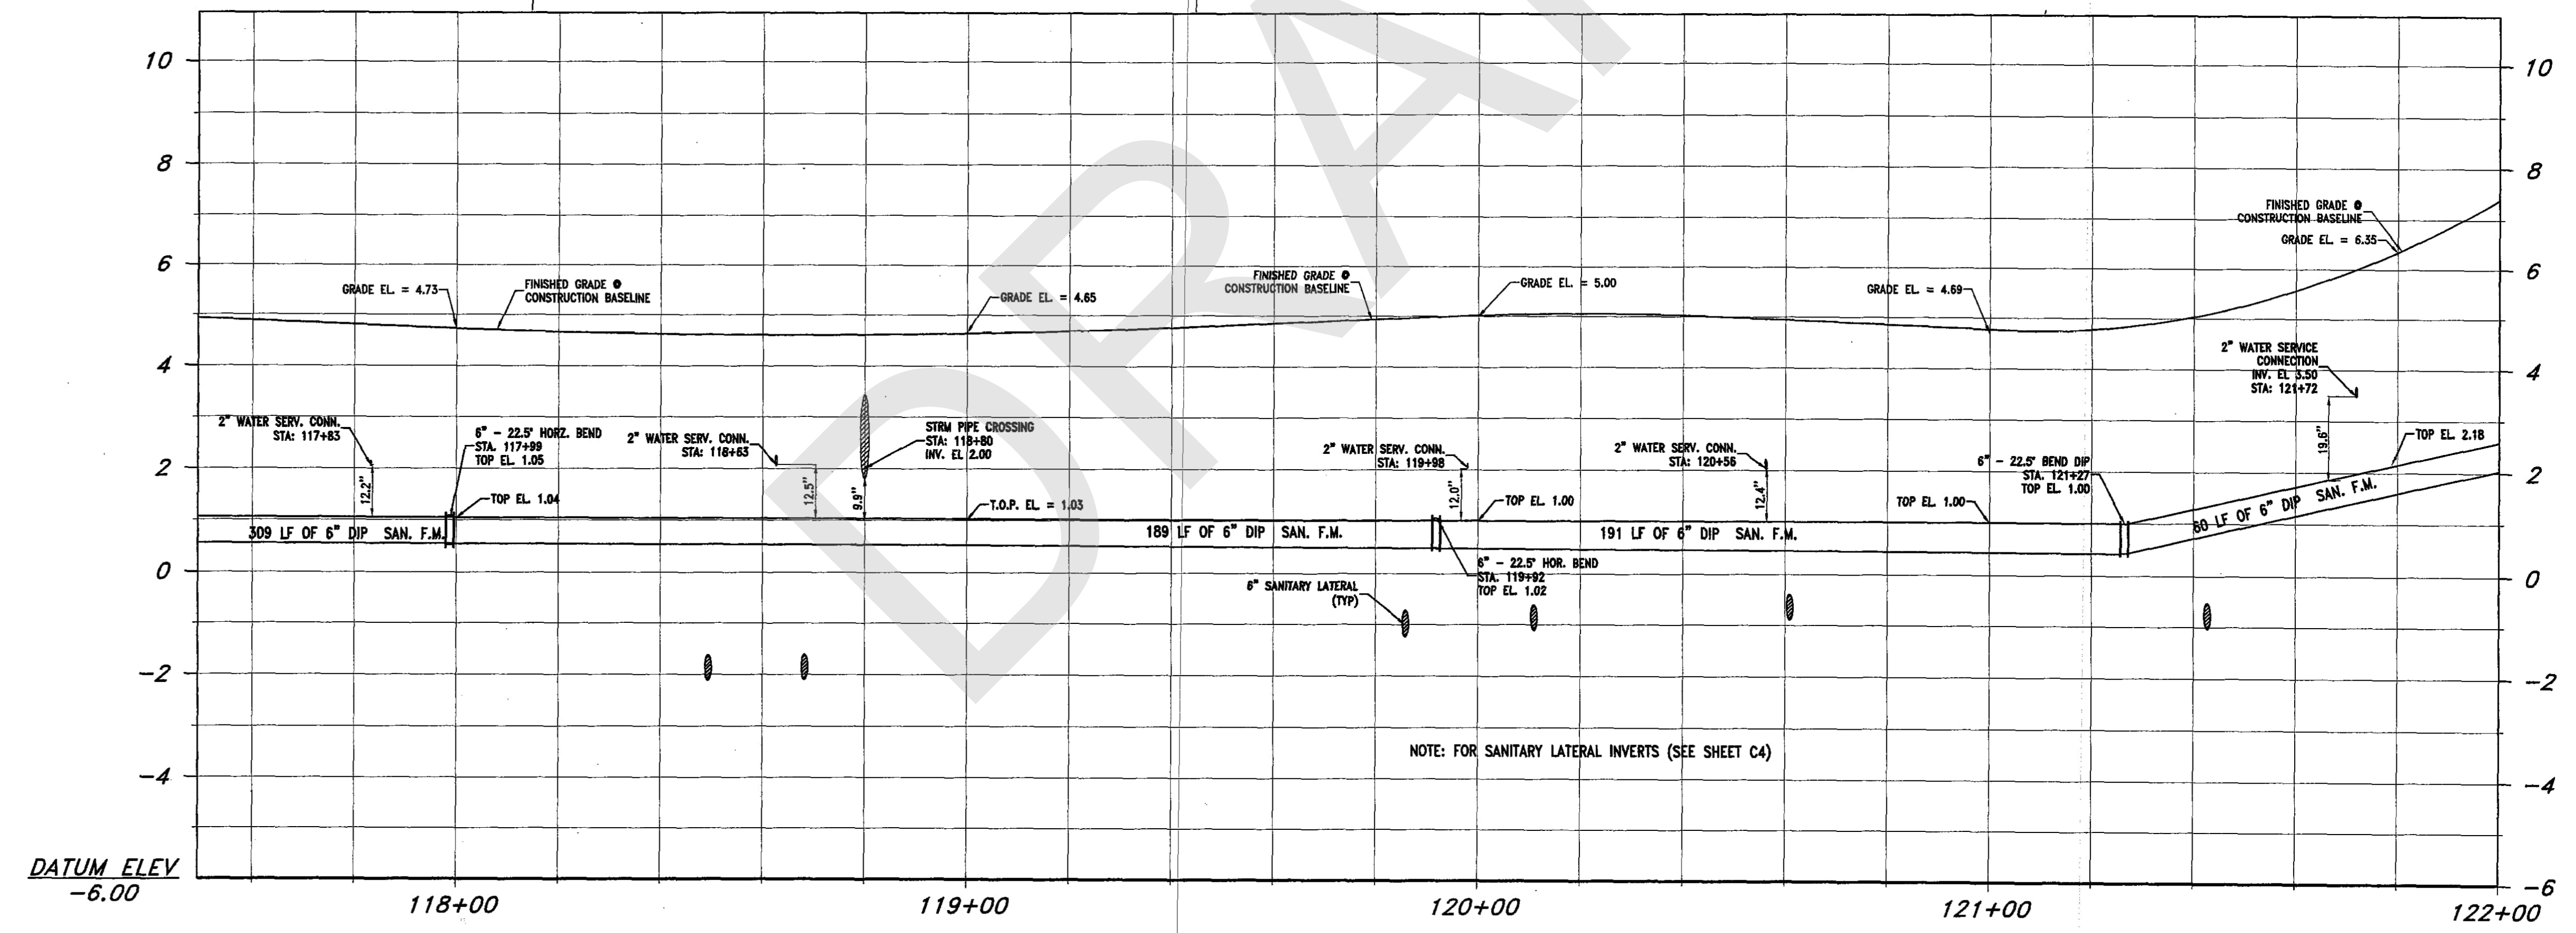 DRA
10
8
6
4
2
0
-2
-4
DATUM ELEV
-6.00
10
8
6
4
2
0
-2
-4
-6
118+00
119+00
120+00
121+00
122+00
GRADE EL. = 4.73
FINISHED GRADE @
CONSTRUCTION BASELINE
GRADE EL. = 4.65
FINISHED GRADE @
CONSTRUCTION BASELINE
GRADE EL. = 5.00
GRADE EL. = 4.69
FINISHED GRADE @
CONSTRUCTION BASELINE
GRADE EL. = 6.35
2" WATER SERV. CONN.
STA: 117+83
12.2"
6" - 22.5° HORZ. BEND
STA. 117+99
TOP EL. 1.05
TOP EL. 1.04
2" WATER SERV. CONN.
STA: 118+63
12.5"
9.9"
STRM PIPE CROSSING
STA: 118+80
INV. EL 2.00
T.O.P. EL = 1.03
2" WATER SERV. CONN.
STA: 119+98
12.0"
TOP EL. 1.00
2" WATER SERV. CONN.
STA: 120+56
12.4"
TOP EL. 1.00
6" - 22.5° BEND DIP
STA. 121+27
TOP EL. 1.00
2" WATER SERVICE
CONNECTION
INV. EL 3.50
STA: 121+72
19.6"
TOP EL. 2.18
309 LF OF 6" DIP SAN. F.M.
189 LF OF 6" DIP SAN. F.M.
191 LF OF 6" DIP SAN. F.M.
60 LF OF 6" DIP SAN. F.M.
6" - 22.5° HOR. BEND
STA. 119+92
TOP EL. 1.02
6" SANITARY LATERAL
(TYP)
NOTE: FOR SANITARY LATERAL INVERTS (SEE SHEET C4)